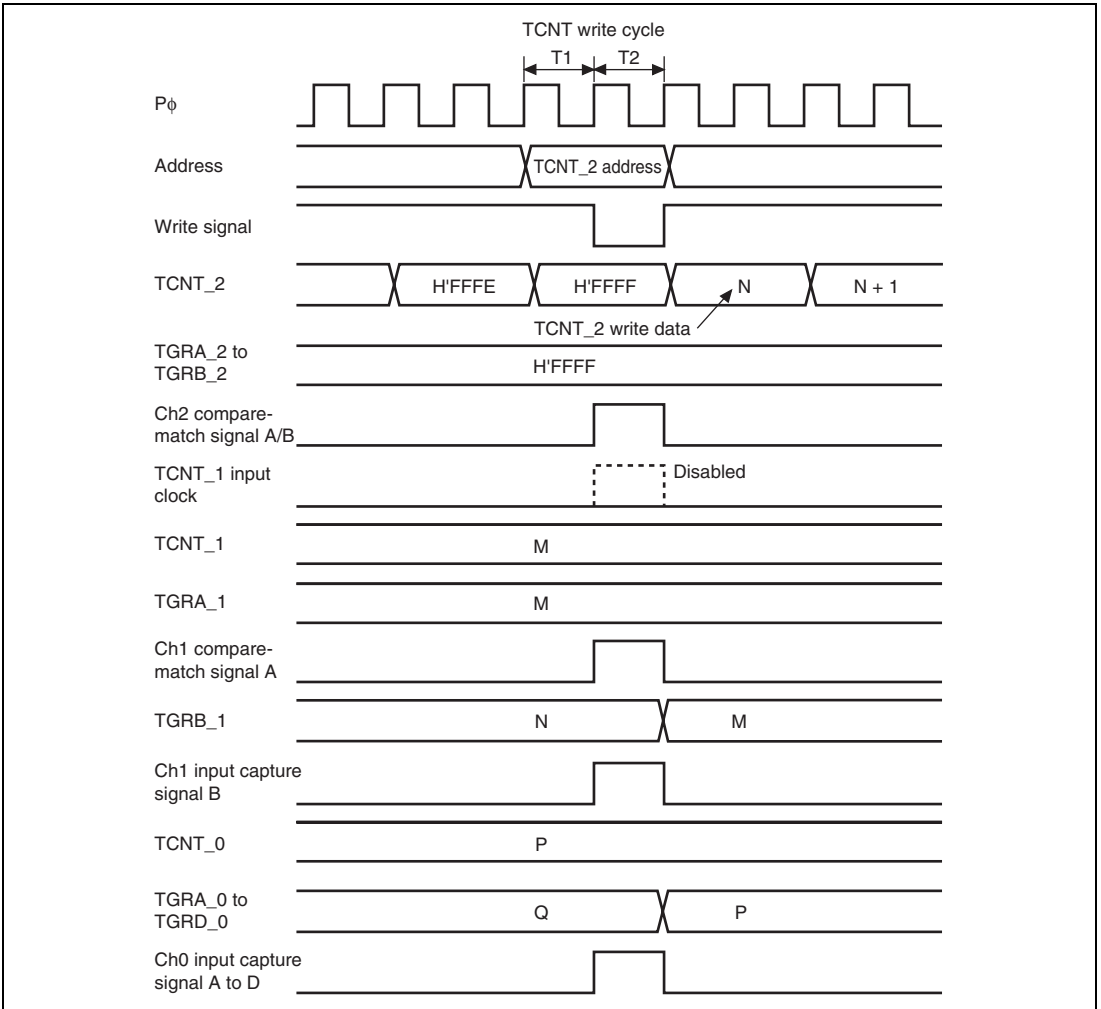 TCNT write cycle
T1 T2
Pϕ
Address
TCNT_2 address
Write signal
TCNT_2
H'FFFE H'FFFF N N + 1
TCNT_2 write data
TGRA_2 to
TGRB_2
H'FFFF
Ch2 compare-
match signal A/B
TCNT_1 input
clock
Disabled
TCNT_1
M
TGRA_1
M
Ch1 compare-
match signal A
TGRB_1
N M
Ch1 input capture
signal B
TCNT_0
P
TGRA_0 to
TGRD_0
Q P
Ch0 input capture
signal A to D